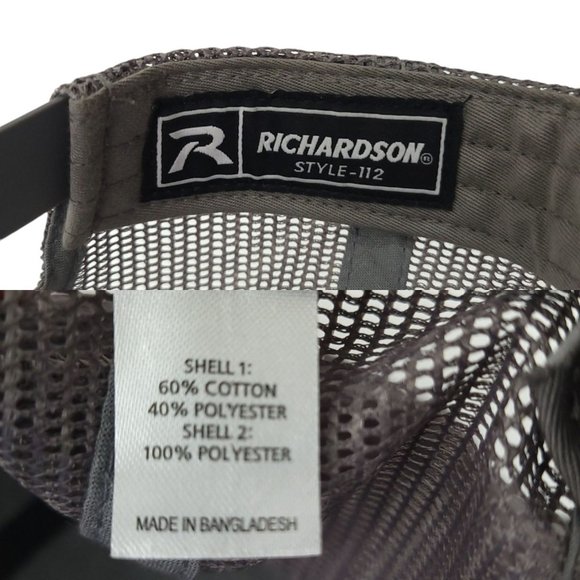 R RICHARDSON®
STYLE-112
SHELL 1:
60% COTTON
40% POLYESTER
SHELL 2:
100% POLYESTER
MADE IN BANGLADESH